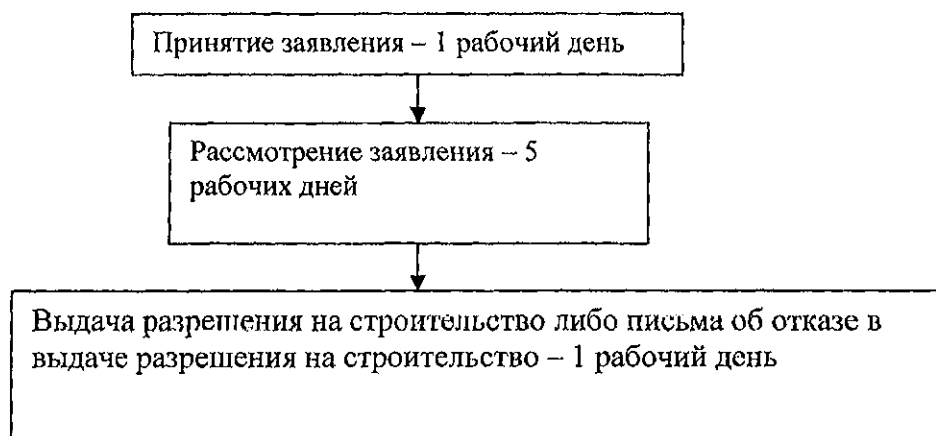 Принятие заявления – 1 рабочий день
Рассмотрение заявления – 5
рабочих дней
Выдача разрешения на строительство либо письма об отказе в
выдаче разрешения на строительство – 1 рабочий день